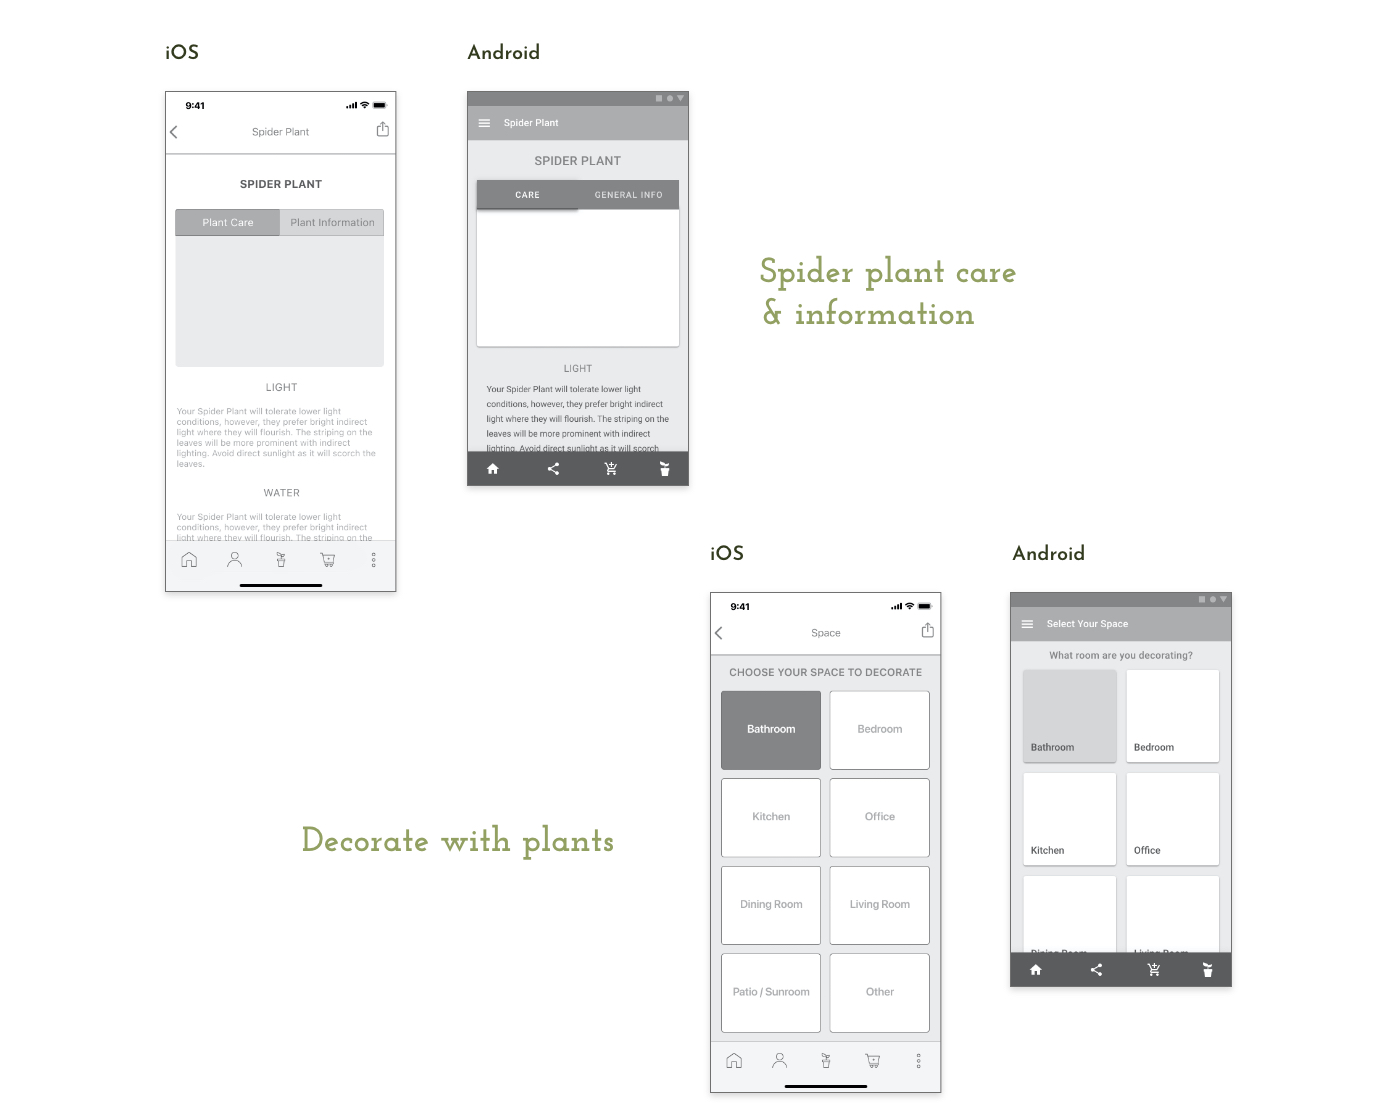 iOS
9:41
Spider Plant
SPIDER PLANT
Plant Care
Plant Information
LIGHT
Your Spider Plant will tolerate lower light
conditions, however, they prefer bright indirect
light where they will flourish. The striping on the
leaves will be more prominent with indirect
lighting. Avoid direct sunlight as it will scorch the
leaves.
WATER
Your Spider Plant will tolerate lower light
conditions, however, they prefer bright indirect
light where they will flourish. The striping on the
Android
Spider Plant
SPIDER PLANT
CARE
GENERAL INFO
LIGHT
Your Spider Plant will tolerate lower light
conditions, however, they prefer bright indirect
light where they will flourish. The striping on the
leaves will be more prominent with indirect
lighting. Avoid direct sunlight as it will scorch
Spider plant care
& information
Decorate with plants
iOS
9:41
Space
CHOOSE YOUR SPACE TO DECORATE
Bathroom
Bedroom
Kitchen
Office
Dining Room
Living Room
Patio / Sunroom
Other
Android
Select Your Space
What room are you decorating?
Bathroom
Bedroom
Kitchen
Office
Dining Room
Living Room